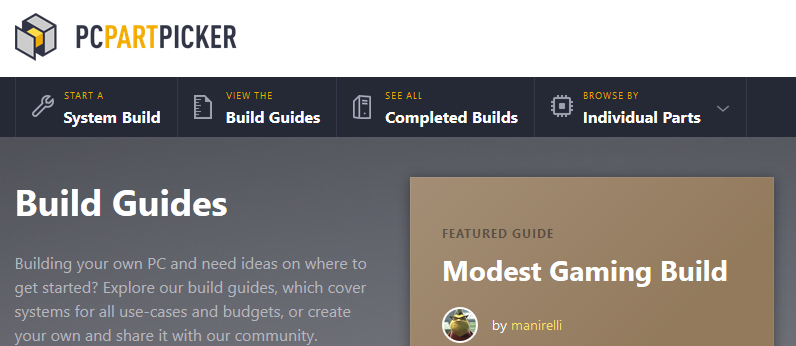 PCPARTPICKER
START A
System Build
VIEW THE
Build Guides
SEE ALL
Completed Builds
BROWSE BY
Individual Parts
Build Guides
Building your own PC and need ideas on where to
get started? Explore our build guides, which cover
systems for all use-cases and budgets, or create
your own and share it with our community.
FEATURED GUIDE
Modest Gaming Build
by manirelli